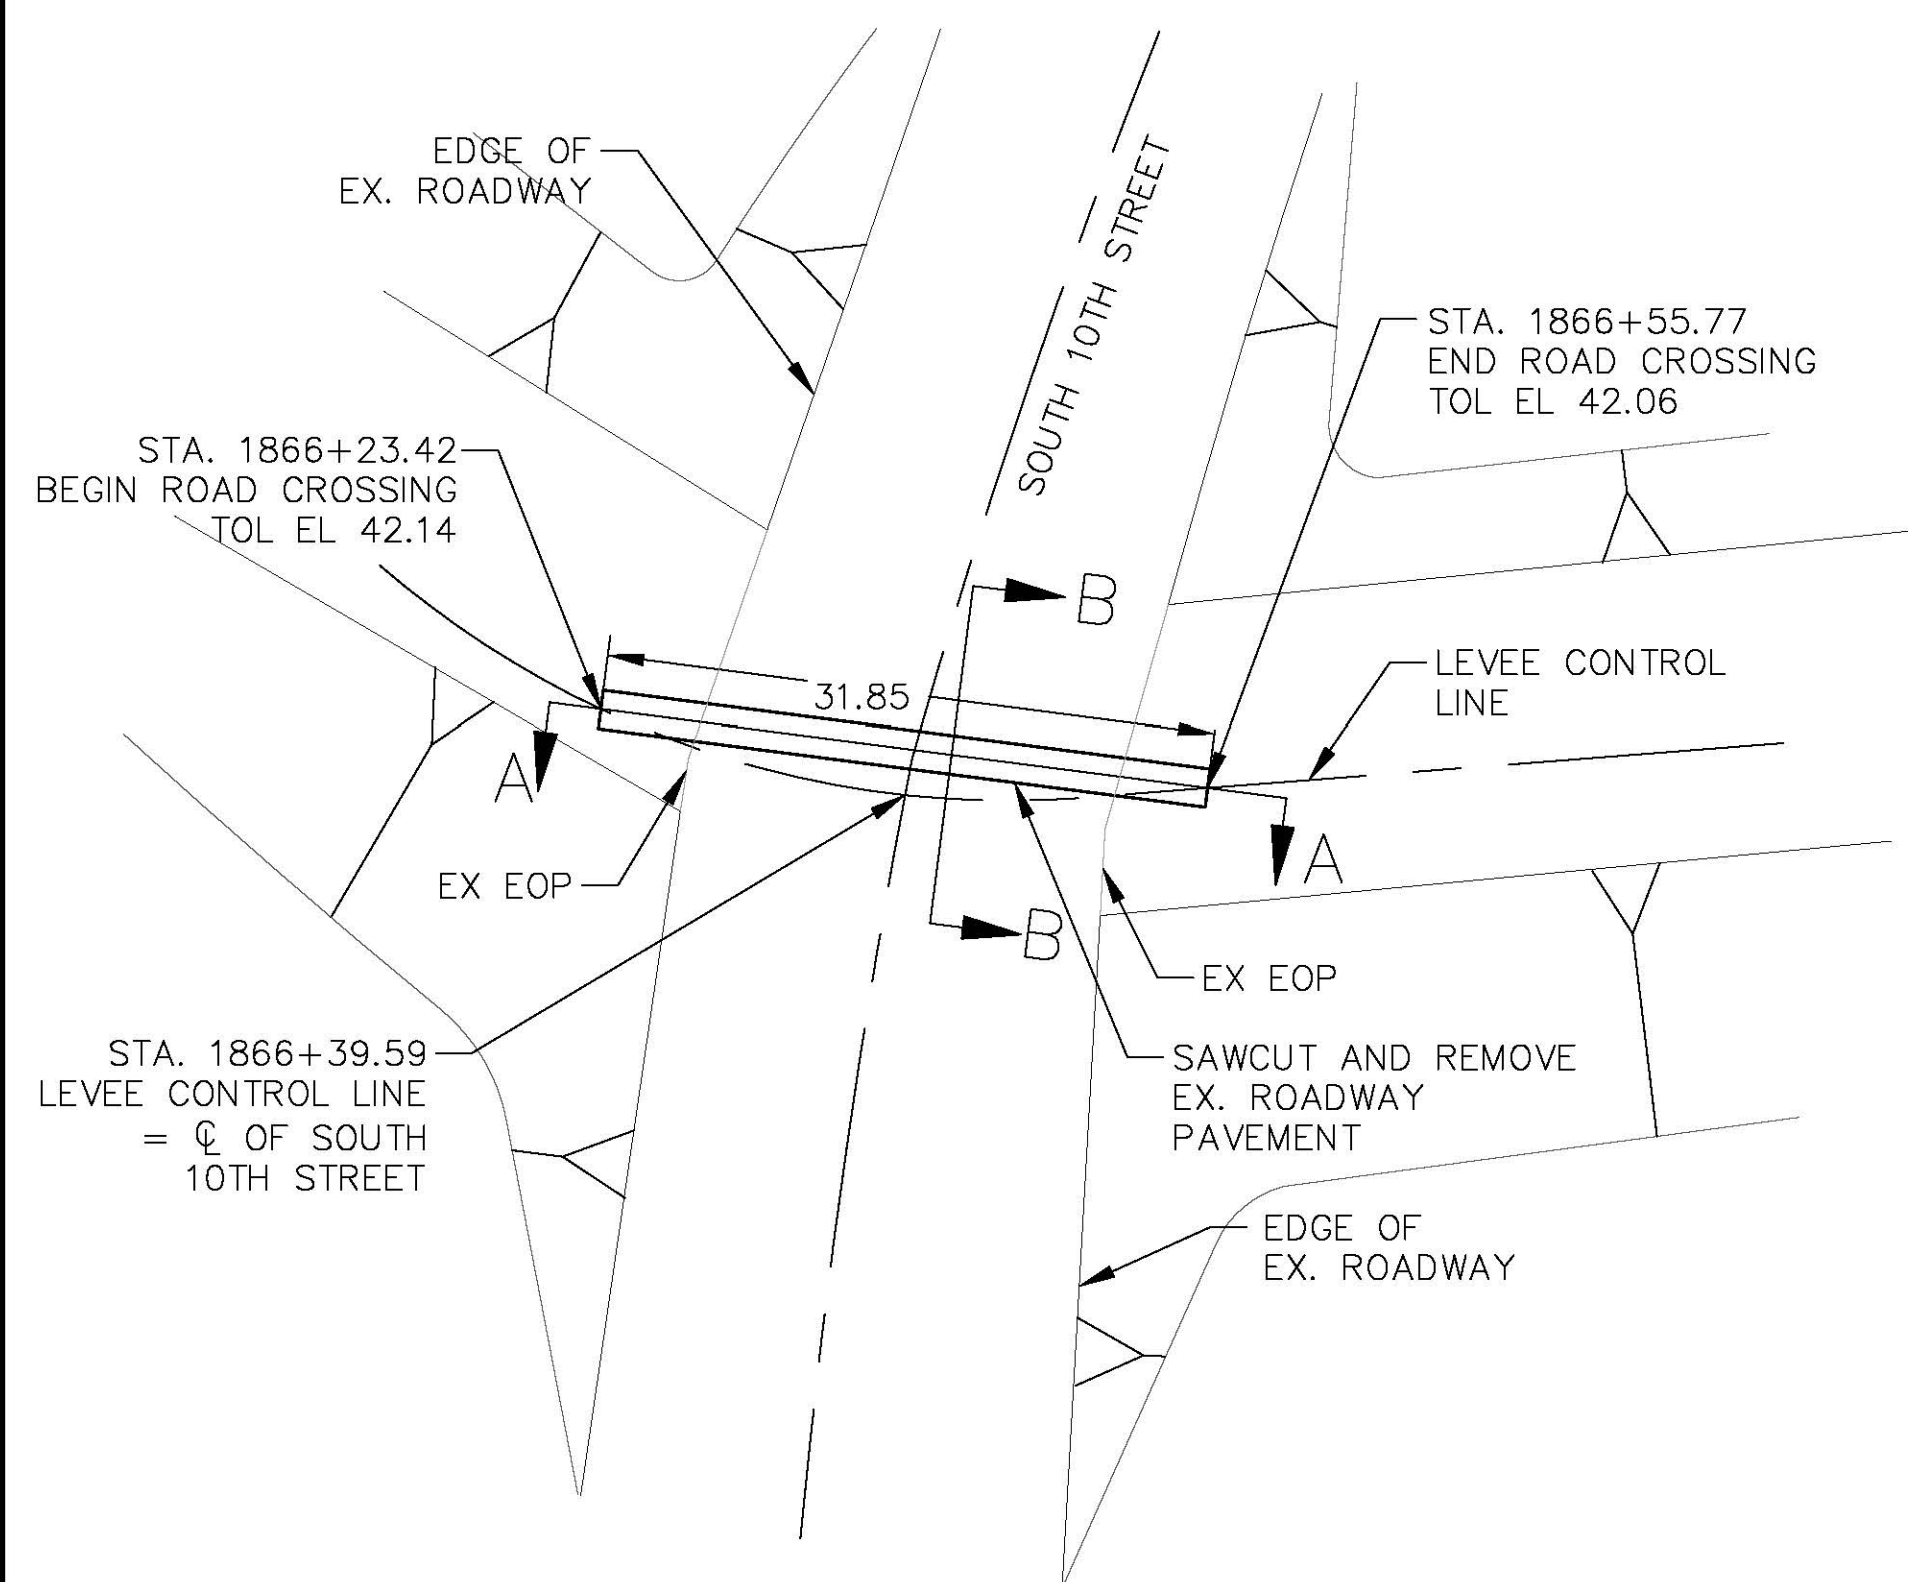 EDGE OF
EX. ROADWAY
SOUTH 10TH STREET
STA. 1866+55.77
END ROAD CROSSING
TOL EL 42.06
STA. 1866+23.42
BEGIN ROAD CROSSING
TOL EL 42.14
B
31.85
LEVEE CONTROL
LINE
A
A
EX EOP
B
EX EOP
STA. 1866+39.59
LEVEE CONTROL LINE
= ℄ OF SOUTH
10TH STREET
SAWCUT AND REMOVE
EX. ROADWAY
PAVEMENT
EDGE OF
EX. ROADWAY